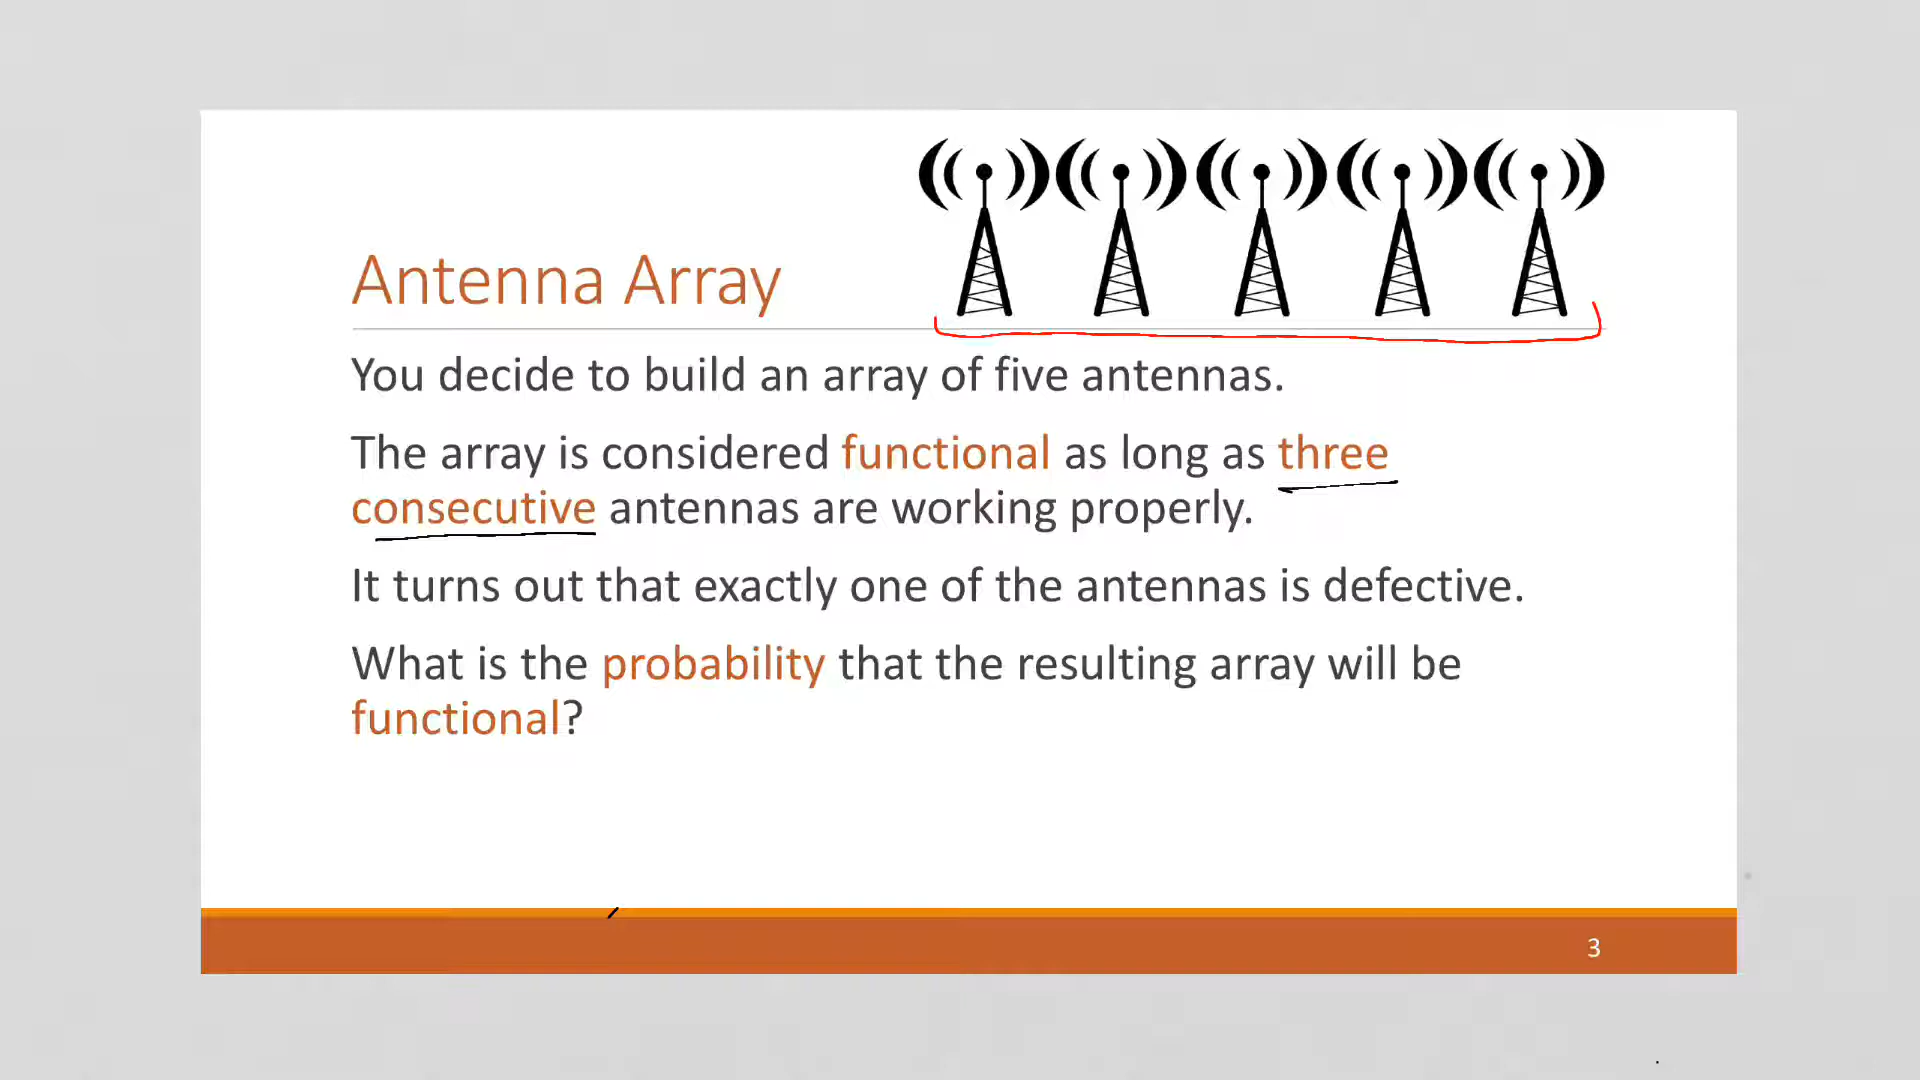 Antenna Array
You decide to build an array of five antennas.
The array is considered functional as long as three
consecutive antennas are working properly.
It turns out that exactly one of the antennas is defective.
What is the probability that the resulting array will be
functional?
3